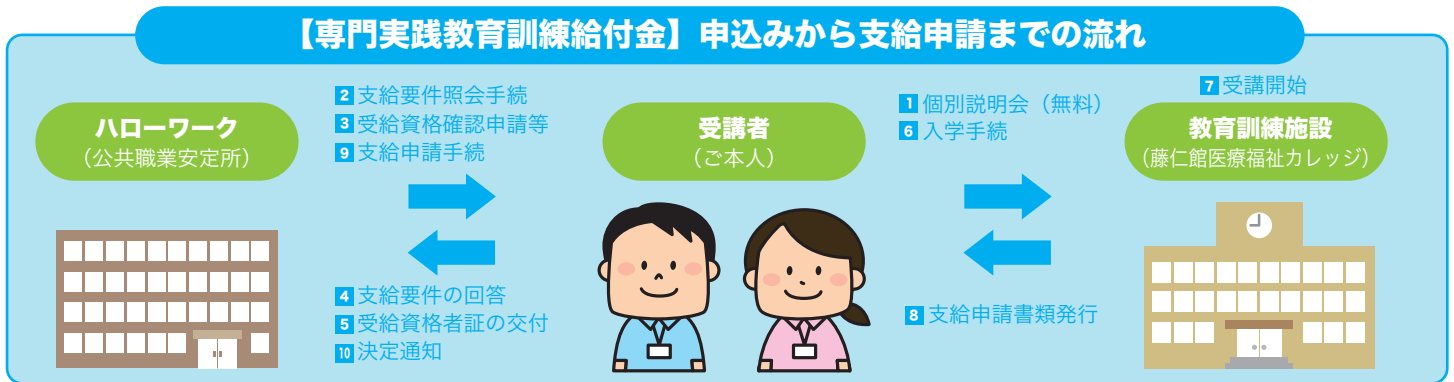 【専門実践教育訓練給付金】申込みから支給申請までの流れ
ハローワーク
（公共職業安定所）
2 支給要件照会手続
3 受給資格確認申請等
9 支給申請手続
4 支給要件の回答
5 受給資格者証の交付
10 決定通知
受講者
（ご本人）
1 個別説明会（無料）
6 入学手続
8 支給申請書類発行
7 受講開始
教育訓練施設
（藤仁館医療福祉カレッジ）